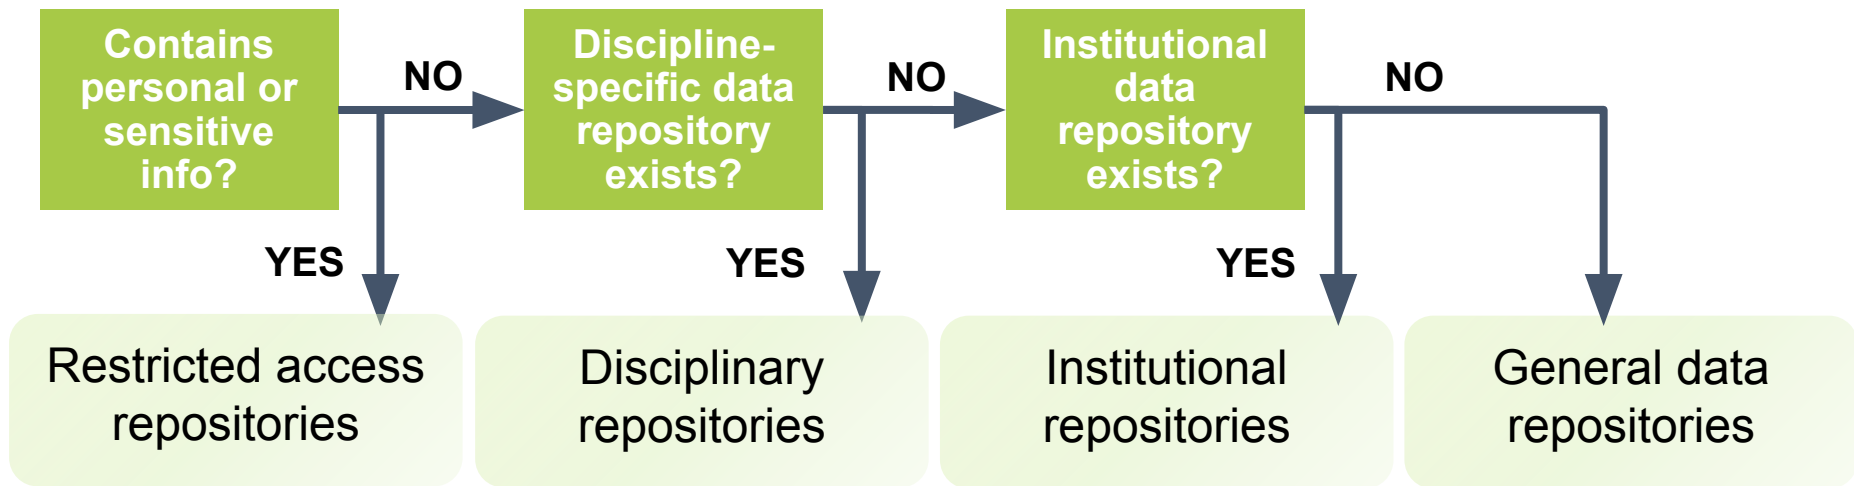 Contains
personal or
sensitive
info?
NO
Discipline-
specific data
repository
exists?
NO
Institutional
data
repository
exists?
NO
YES
YES
YES
Restricted access
repositories
Disciplinary
repositories
Institutional
repositories
General data
repositories